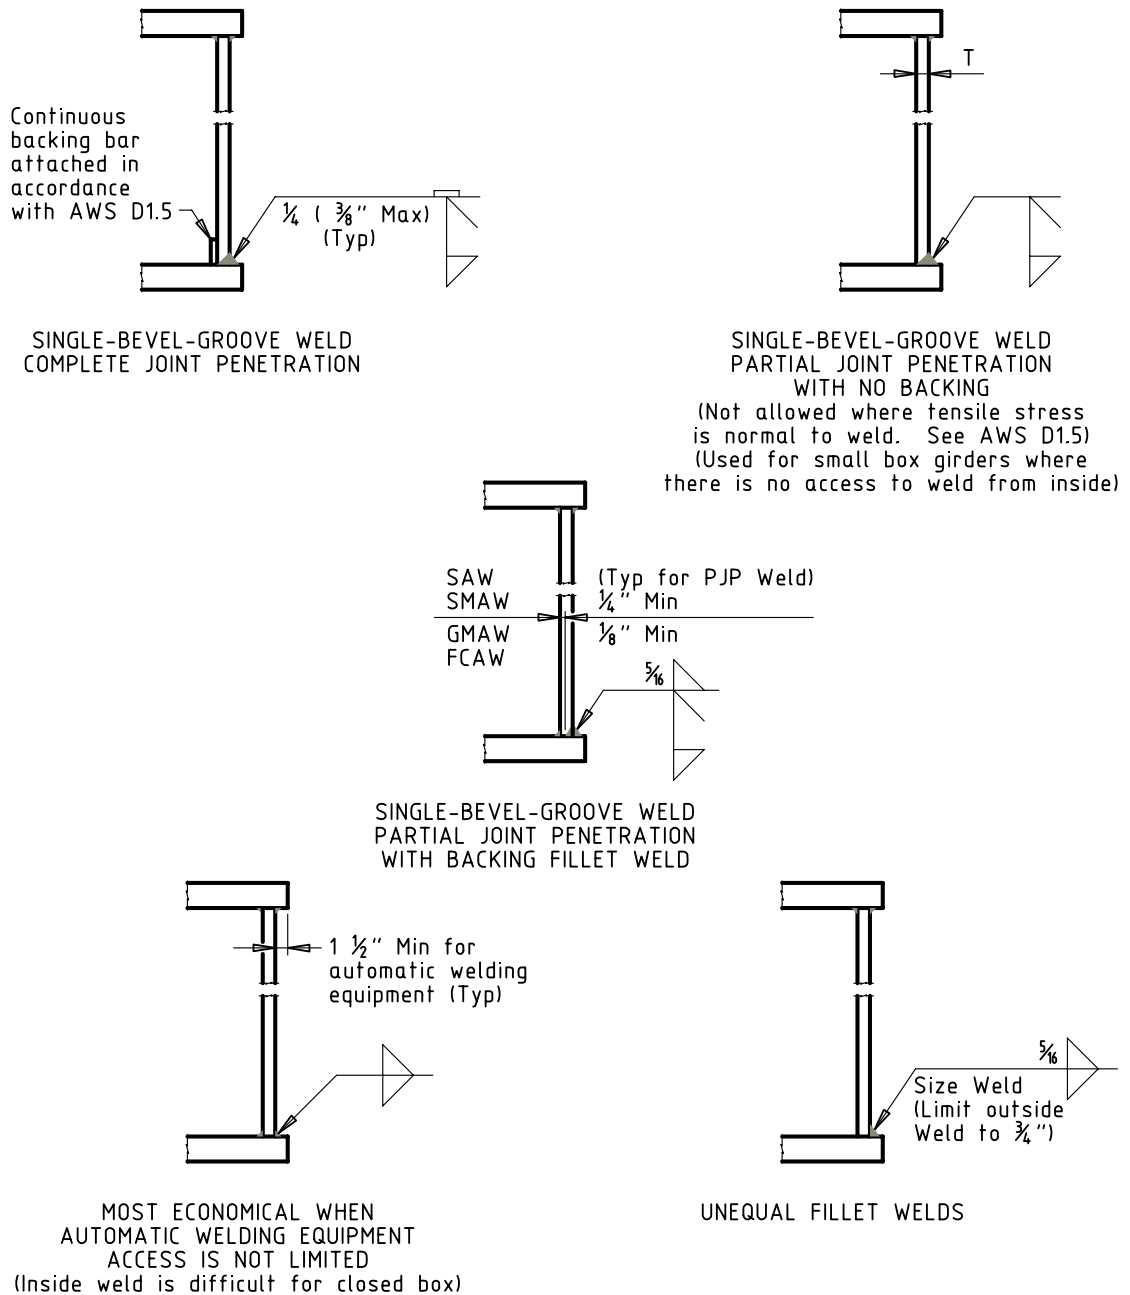 T
Continuous
backing bar
attached in
accordance
with AWS D1.5
1/4 ( 3/8" Max)
(Typ)
SINGLE-BEVEL-GROOVE WELD
COMPLETE JOINT PENETRATION
SINGLE-BEVEL-GROOVE WELD
PARTIAL JOINT PENETRATION
WITH NO BACKING
(Not allowed where tensile stress
is normal to weld. See AWS D1.5)
(Used for small box girders where
there is no access to weld from inside)
SAW
SMAW
GMAW
FCAW
(Typ for PJP Weld)
1/4" Min
1/8" Min
5/16
SINGLE-BEVEL-GROOVE WELD
PARTIAL JOINT PENETRATION
WITH BACKING FILLET WELD
1 1/2" Min for
automatic welding
equipment (Typ)
MOST ECONOMICAL WHEN
AUTOMATIC WELDING EQUIPMENT
ACCESS IS NOT LIMITED
(Inside weld is difficult for closed box)
5/16
Size Weld
(Limit outside
Weld to 3/4")
UNEQUAL FILLET WELDS